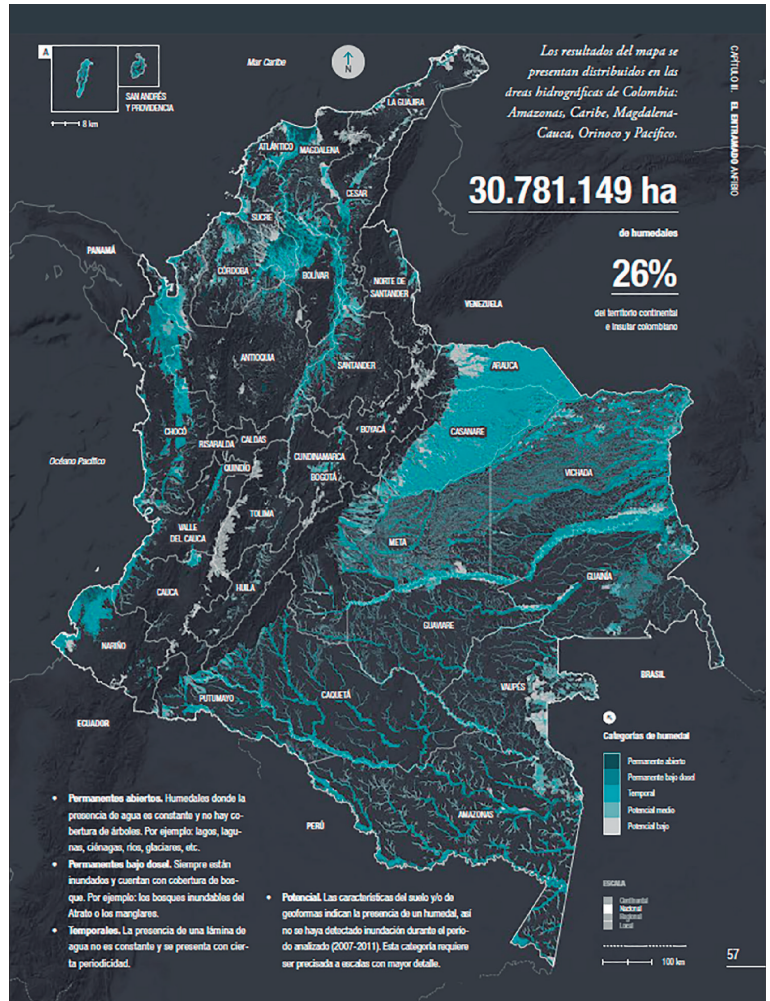 A
SAN ANDRÉS
Y PROVIDENCIA
8 km
Mar Caribe
N
Los resultados del mapa se
presentan distribuidos en las
áreas hidrográficas de Colombia:
Amazonas, Caribe, Magdalena-
Cauca, Orinoco y Pacífico.
CAPÍTULO II. EL ENTRAMADO ANFIBIO
30.781.149 ha
de humedales
26%
del territorio continental
e insular colombiano
LA GUAJIRA
ATLÁNTICO
MAGDALENA
CESAR
SUCRE
PANAMÁ
CÓRDOBA
BOLÍVAR
NORTE DE
SANTANDER
VENEZUELA
ANTIOQUIA
SANTANDER
ARAUCA
CHOCÓ
RISARALDA
CALDAS
BOYACÁ
CASANARE
Océano Pacífico
QUINDÍO
CUNDINAMARCA
BOGOTÁ
VICHADA
VALLE
DEL CAUCA
TOLIMA
META
CAUCA
HUILA
GUAINÍA
GUAVIARE
NARIÑO
PUTUMAYO
CAQUETÁ
VAUPÉS
BRASIL
ECUADOR
PERÚ
AMAZONAS
Categorías de humedal
Permanente abierto
Permanente bajo dosel
Temporal
Potencial medio
Potencial bajo
ESCALA
Continental
Nacional
Regional
Local
100 km
• Permanentes abiertos. Humedales donde la
presencia de agua es constante y no hay co-
bertura de árboles. Por ejemplo: lagos, lagu-
nas, ciénagas, ríos, glaciares, etc.
• Permanentes bajo dosel. Siempre están
inundados y cuentan con cobertura de bos-
que. Por ejemplo: los bosques inundables del
Atrato o los manglares.
• Temporales. La presencia de una lámina de
agua no es constante y se presenta con cier-
ta periodicidad.
• Potencial. Las características del suelo y/o de
geoformas indican la presencia de un humedal, así
no se haya detectado inundación durante el perío-
do analizado (2007-2011). Esta categoría requiere
ser precisada a escalas con mayor detalle.
57